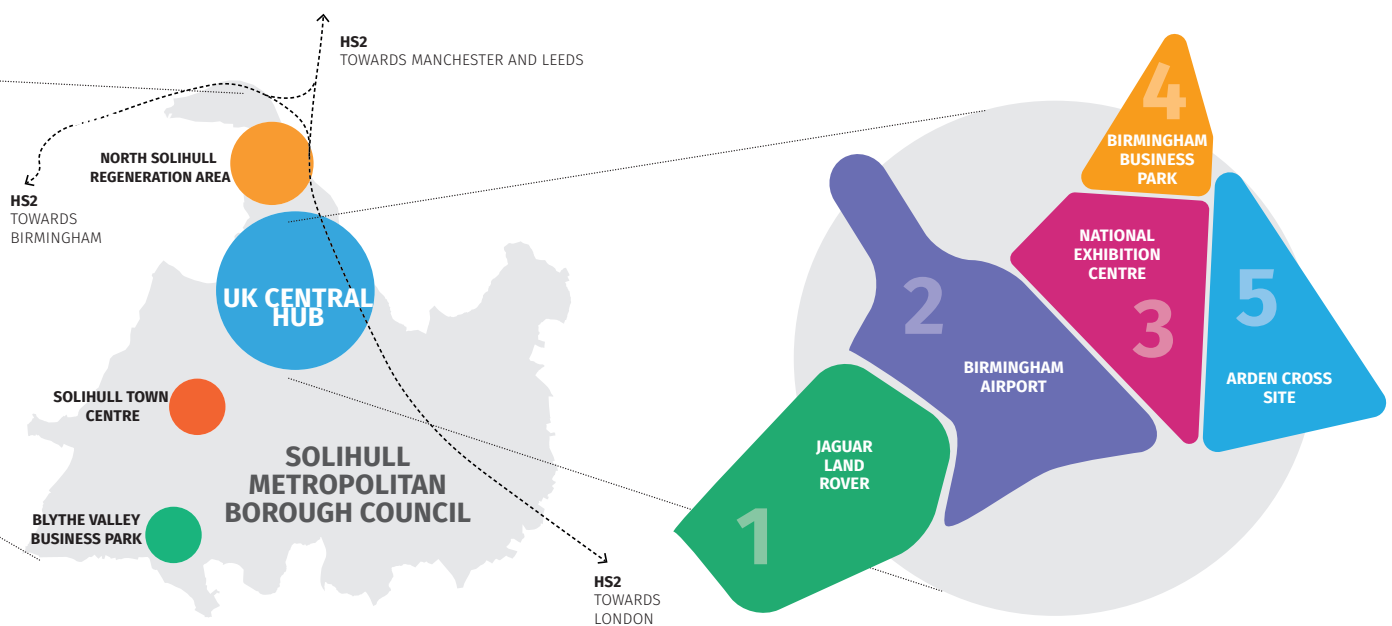 HS2
TOWARDS MANCHESTER AND LEEDS
NORTH SOLIHULL
REGENERATION AREA
HS2
TOWARDS
BIRMINGHAM
UK CENTRAL
HUB
SOLIHULL TOWN
CENTRE
SOLIHULL
METROPOLITAN
BOROUGH COUNCIL
BLYTHE VALLEY
BUSINESS PARK
HS2
TOWARDS
LONDON
4
BIRMINGHAM
BUSINESS
PARK
NATIONAL
EXHIBITION
CENTRE
3
5
ARDEN CROSS
SITE
2
BIRMINGHAM
AIRPORT
JAGUAR
LAND
ROVER
1